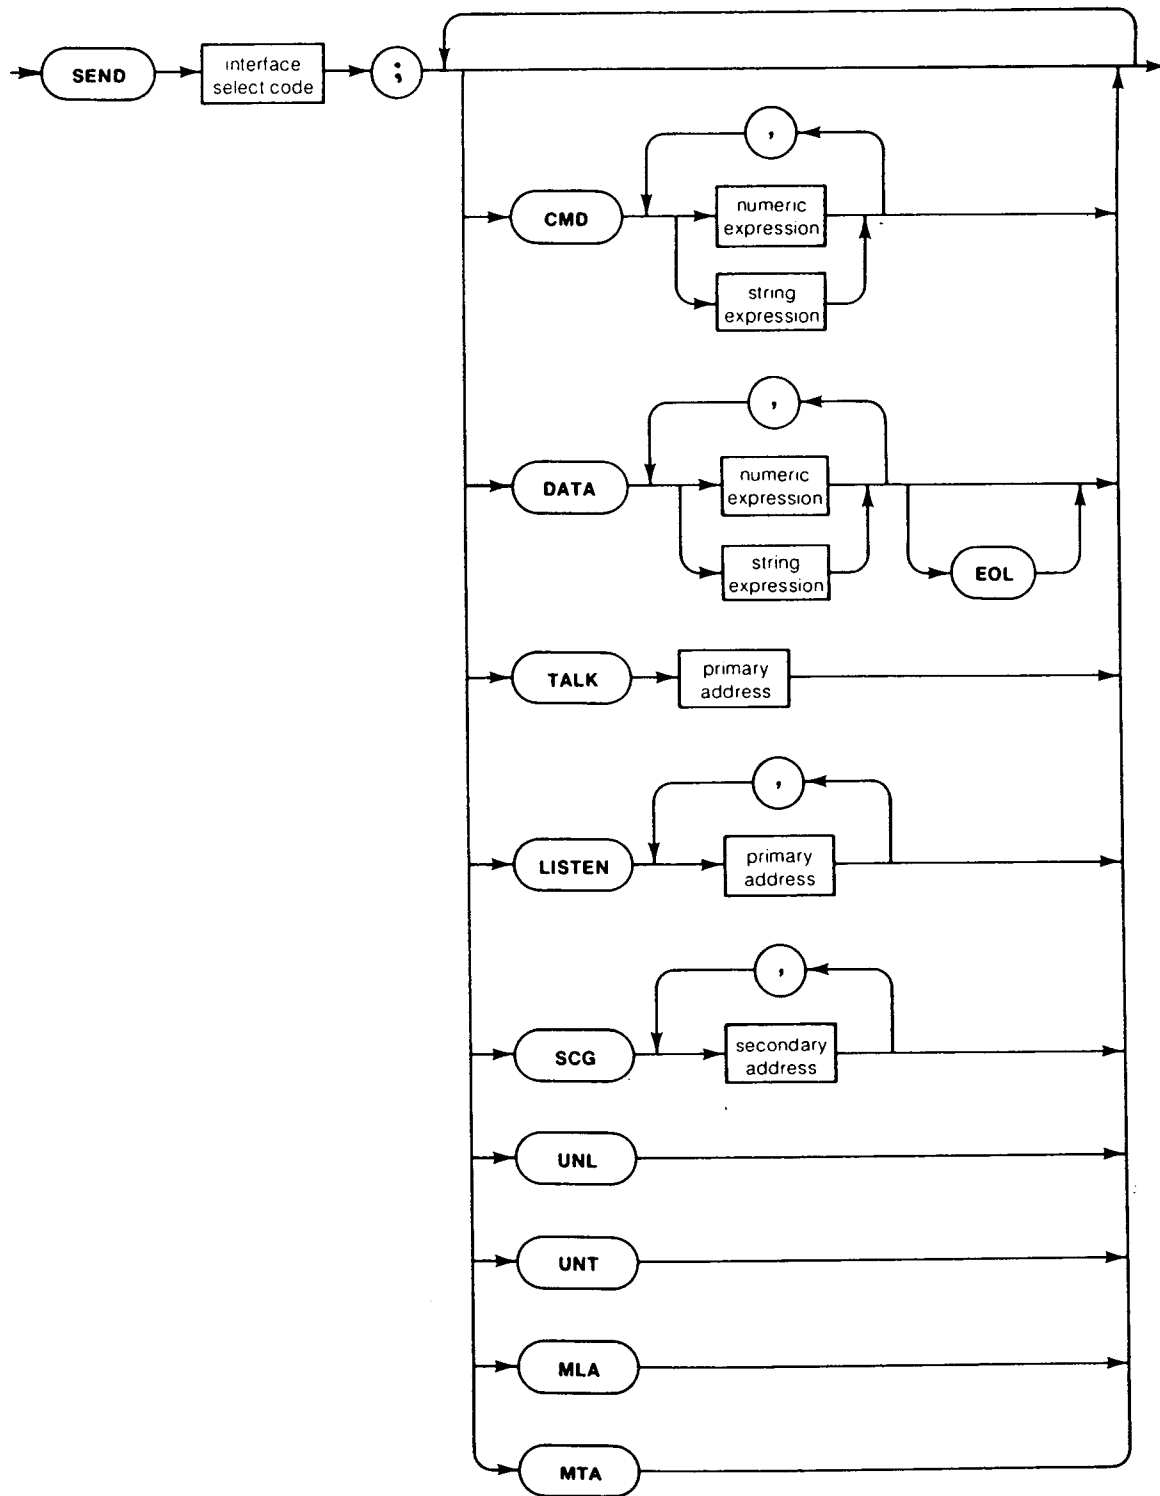 SEND
interface
select code
;
,
CMD
numeric
expression
string
expression
,
DATA
numeric
expression
string
expression
EOL
TALK
primary
address
,
LISTEN
primary
address
,
SCG
secondary
address
UNL
UNT
MLA
MTA